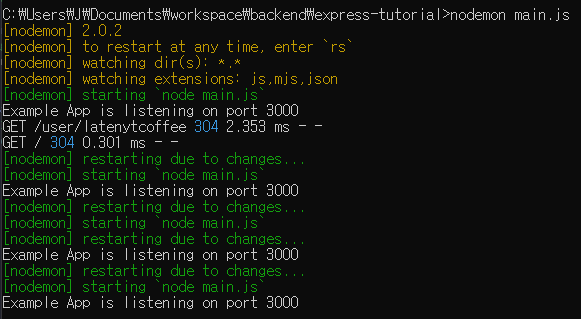 C:₩Users₩J₩Documents₩workspace₩backend₩express-tutorial>nodemon main.js
[nodemon] 2.0.2
[nodemon] to restart at any time, enter `rs`
[nodemon] watching dir(s): *.*
[nodemon] watching extensions: js,mjs,json
[nodemon] starting `node main.js`
Example App is listening on port 3000
GET /user/latenytcoffee 304 2.353 ms - -
GET / 304 0.301 ms - -
[nodemon] restarting due to changes...
[nodemon] starting `node main.js`
Example App is listening on port 3000
[nodemon] restarting due to changes...
[nodemon] starting `node main.js`
[nodemon] restarting due to changes...
Example App is listening on port 3000
[nodemon] restarting due to changes...
[nodemon] starting `node main.js`
Example App is listening on port 3000